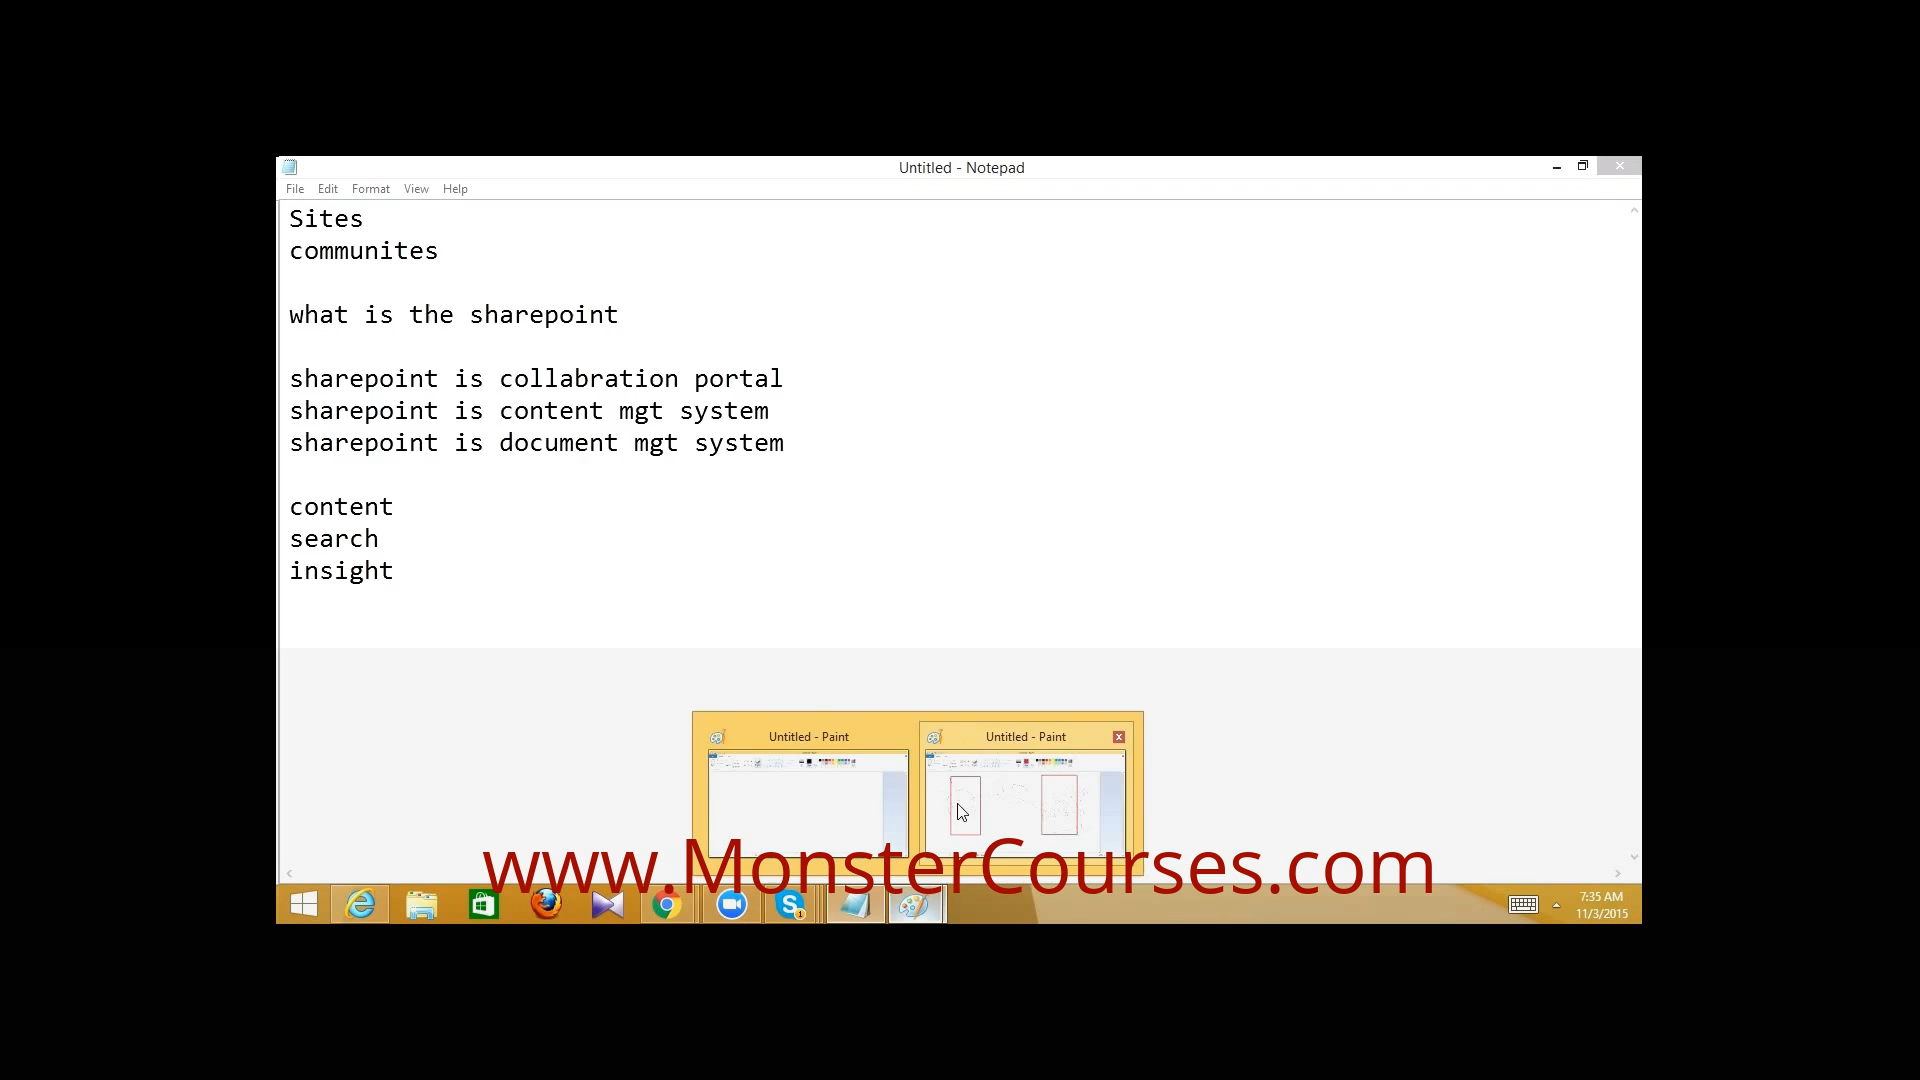 Untitled - Notepad
File Edit Format View Help
Sites
communites
what is the sharepoint
sharepoint is collabration portal
sharepoint is content mgt system
sharepoint is document mgt system
content
search
insight
Untitled - Paint
Untitled - Paint
www.MonsterCourses.com
7:35 AM
11/3/2015